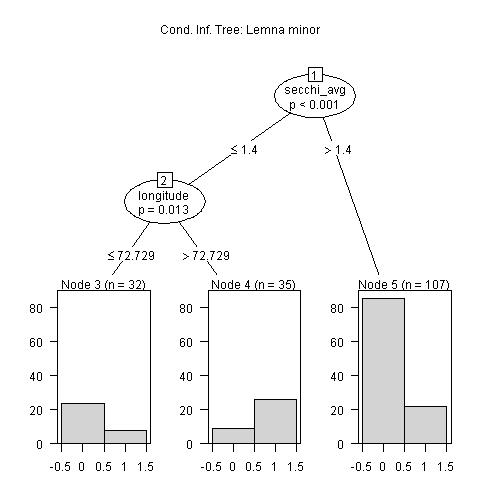 Cond. Inf. Tree: Lemna minor
1
secchi_avg
p < 0.001
≤ 1.4
> 1.4
2
longitude
p = 0.013
≤ 72.729
> 72.729
Node 3 (n = 32)
80
60
40
20
0
-0.5 0 0.5 1 1.5
Node 4 (n = 35)
80
60
40
20
0
-0.5 0 0.5 1 1.5
Node 5 (n = 107)
80
60
40
20
0
-0.5 0 0.5 1 1.5